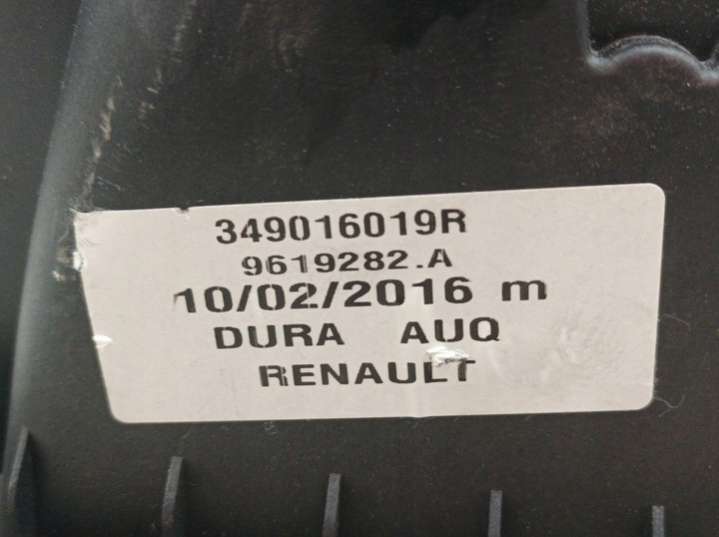 349016019R
9619282.A
10/02/2016 m
DURA AUQ
RENAULT